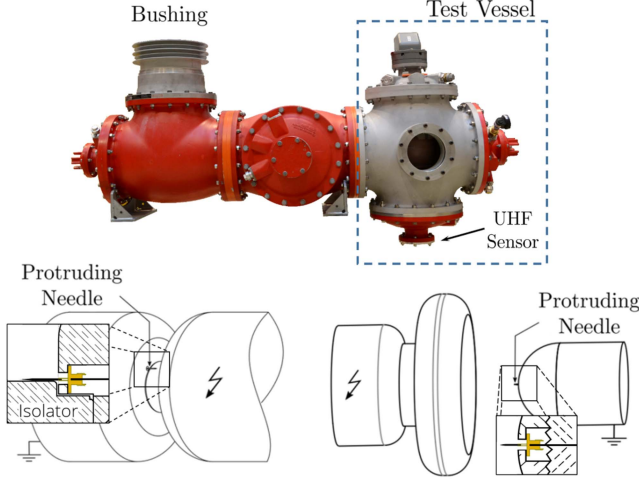 Bushing
Test Vessel
UHF
Sensor
Protruding
Needle
Isolator
Protruding
Needle